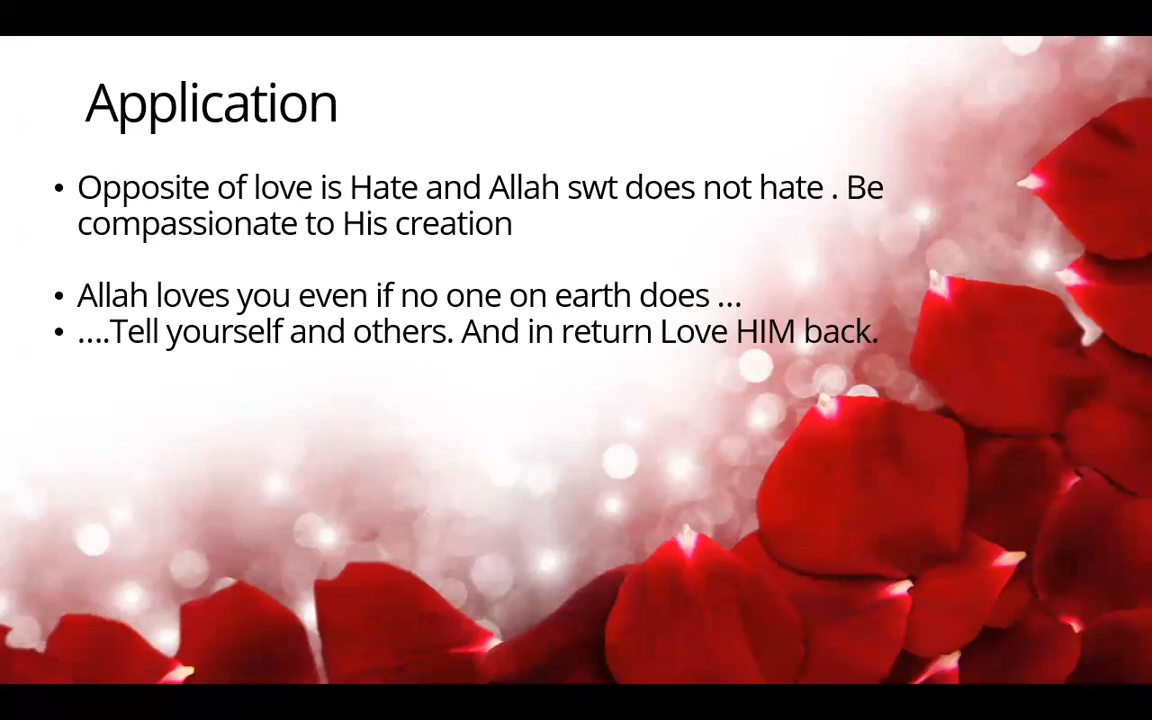 Application
• Opposite of love is Hate and Allah swt does not hate . Be
compassionate to His creation
• Allah loves you even if no one on earth does ...
• ....Tell yourself and others. And in return Love HIM back.